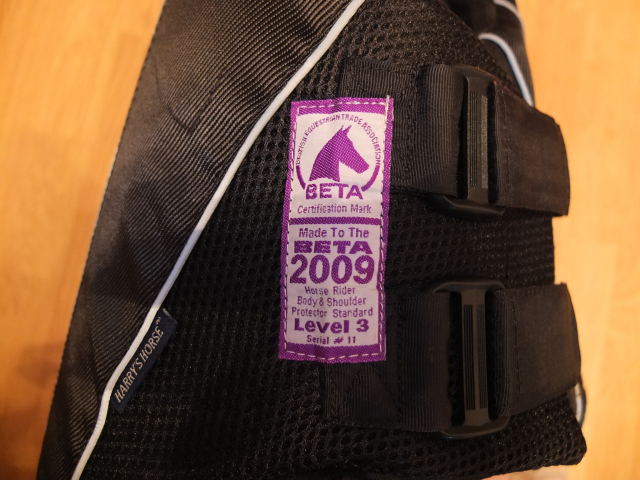 BRITISH EQUESTRIAN TRADE ASSOCIATION
BETA
Certification Mark
Made To The
BETA
2009
Horse Rider
Body & Shoulder
Protector Standard
Level 3
Serial # 11
HARRY'S HORSE